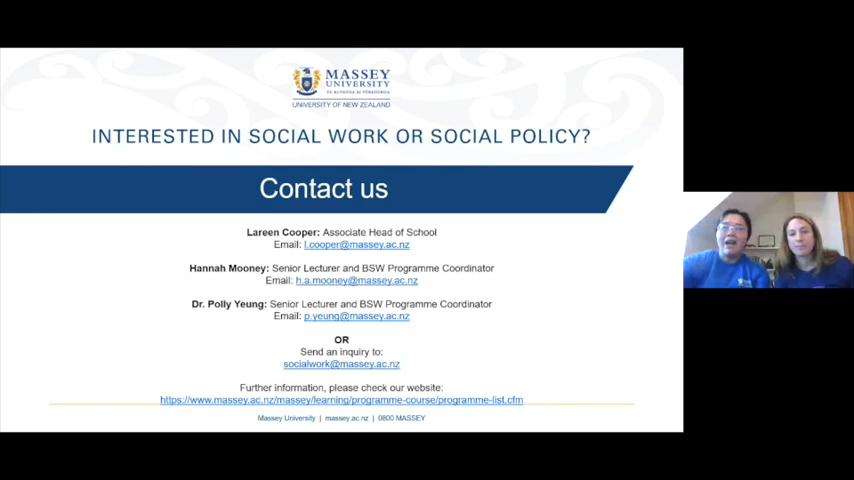 MASSEY
UNIVERSITY
TE KUNENGA KI PŪREHUROA
UNIVERSITY OF NEW ZEALAND
INTERESTED IN SOCIAL WORK OR SOCIAL POLICY?
Contact us
Lareen Cooper: Associate Head of School
Email: l.cooper@massey.ac.nz
Hannah Mooney: Senior Lecturer and BSW Programme Coordinator
Email: h.a.mooney@massey.ac.nz
Dr. Polly Yeung: Senior Lecturer and BSW Programme Coordinator
Email: p.yeung@massey.ac.nz
OR
Send an inquiry to:
socialwork@massey.ac.nz
Further information, please check our website:
https://www.massey.ac.nz/massey/learning/programme-course/programme-list.cfm
Massey University | massey.ac.nz | 0800 MASSEY